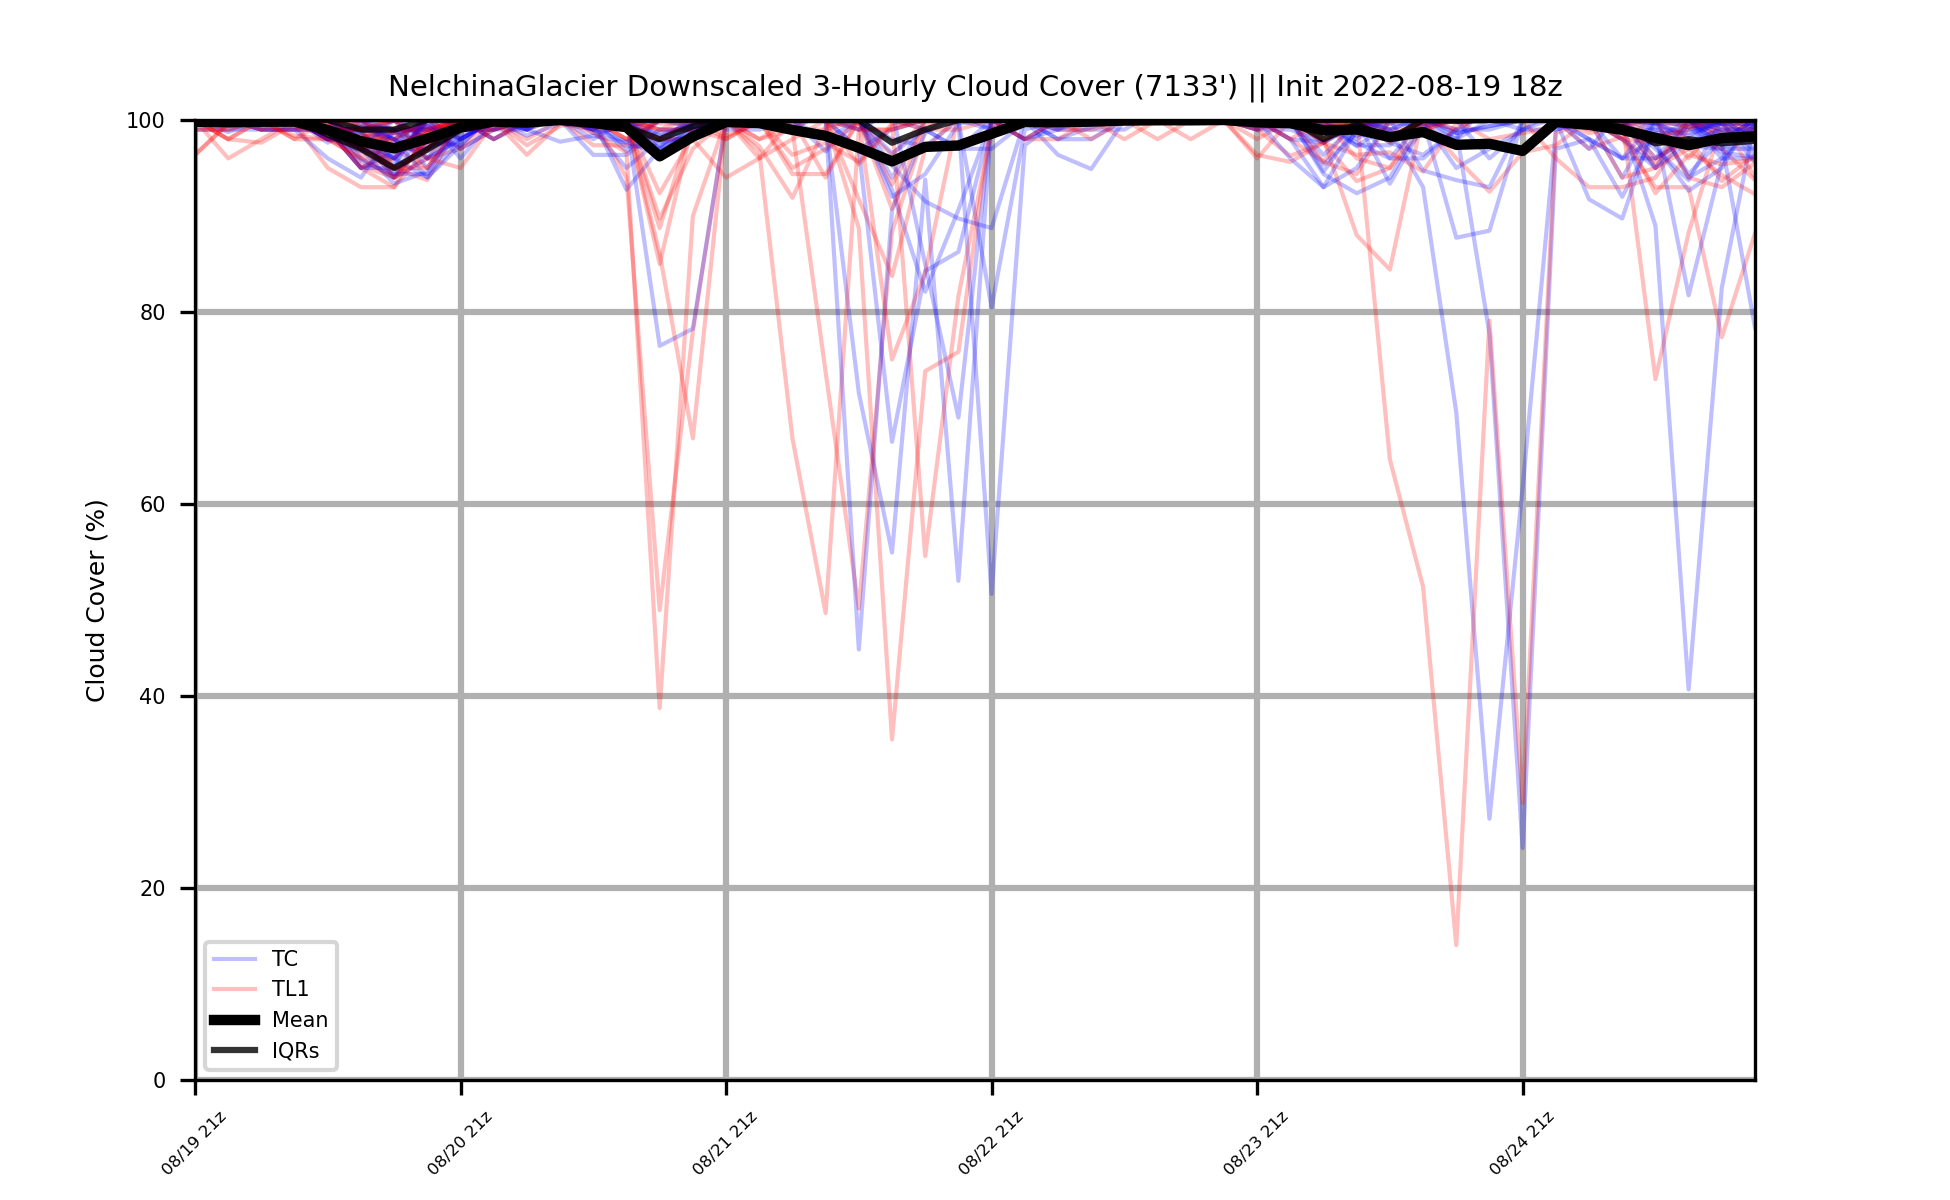 NelchinaGlacier Downscaled 3-Hourly Cloud Cover (7133') || Init 2022-08-19 18z
100
80
60
40
20
0
Cloud Cover (%)
TC
TL1
Mean
IQRs
08/19 21z
08/20 21z
08/21 21z
08/22 21z
08/23 21z
08/24 21z